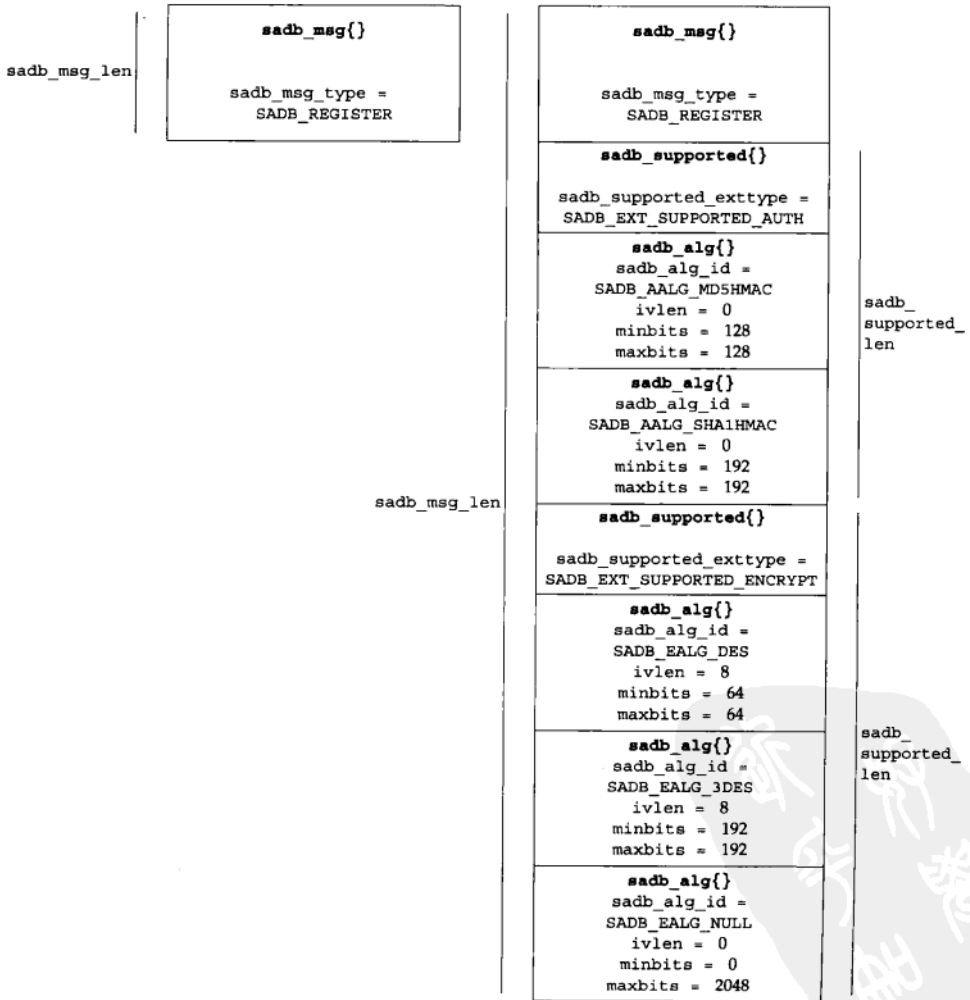 sadb_msg{}
sadb_msg_len
sadb_msg_type =
SADB_REGISTER
sadb_msg{}
sadb_msg_type =
SADB_REGISTER
sadb_supported{}
sadb_supported_exttype =
SADB_EXT_SUPPORTED_AUTH
sadb_alg{}
sadb_alg_id =
SADB_AALG_MD5HMAC
ivlen = 0
minbits = 128
maxbits = 128
sadb_
supported_
len
sadb_alg{}
sadb_alg_id =
SADB_AALG_SHA1HMAC
ivlen = 0
minbits = 192
maxbits = 192
sadb_msg_len
sadb_supported{}
sadb_supported_exttype =
SADB_EXT_SUPPORTED_ENCRYPT
sadb_alg{}
sadb_alg_id =
SADB_EALG_DES
ivlen = 8
minbits = 64
maxbits = 64
sadb_
supported_
len
sadb_alg{}
sadb_alg_id =
SADB_EALG_3DES
ivlen = 8
minbits = 192
maxbits = 192
sadb_alg{}
sadb_alg_id =
SADB_EALG_NULL
ivlen = 0
minbits = 0
maxbits = 2048